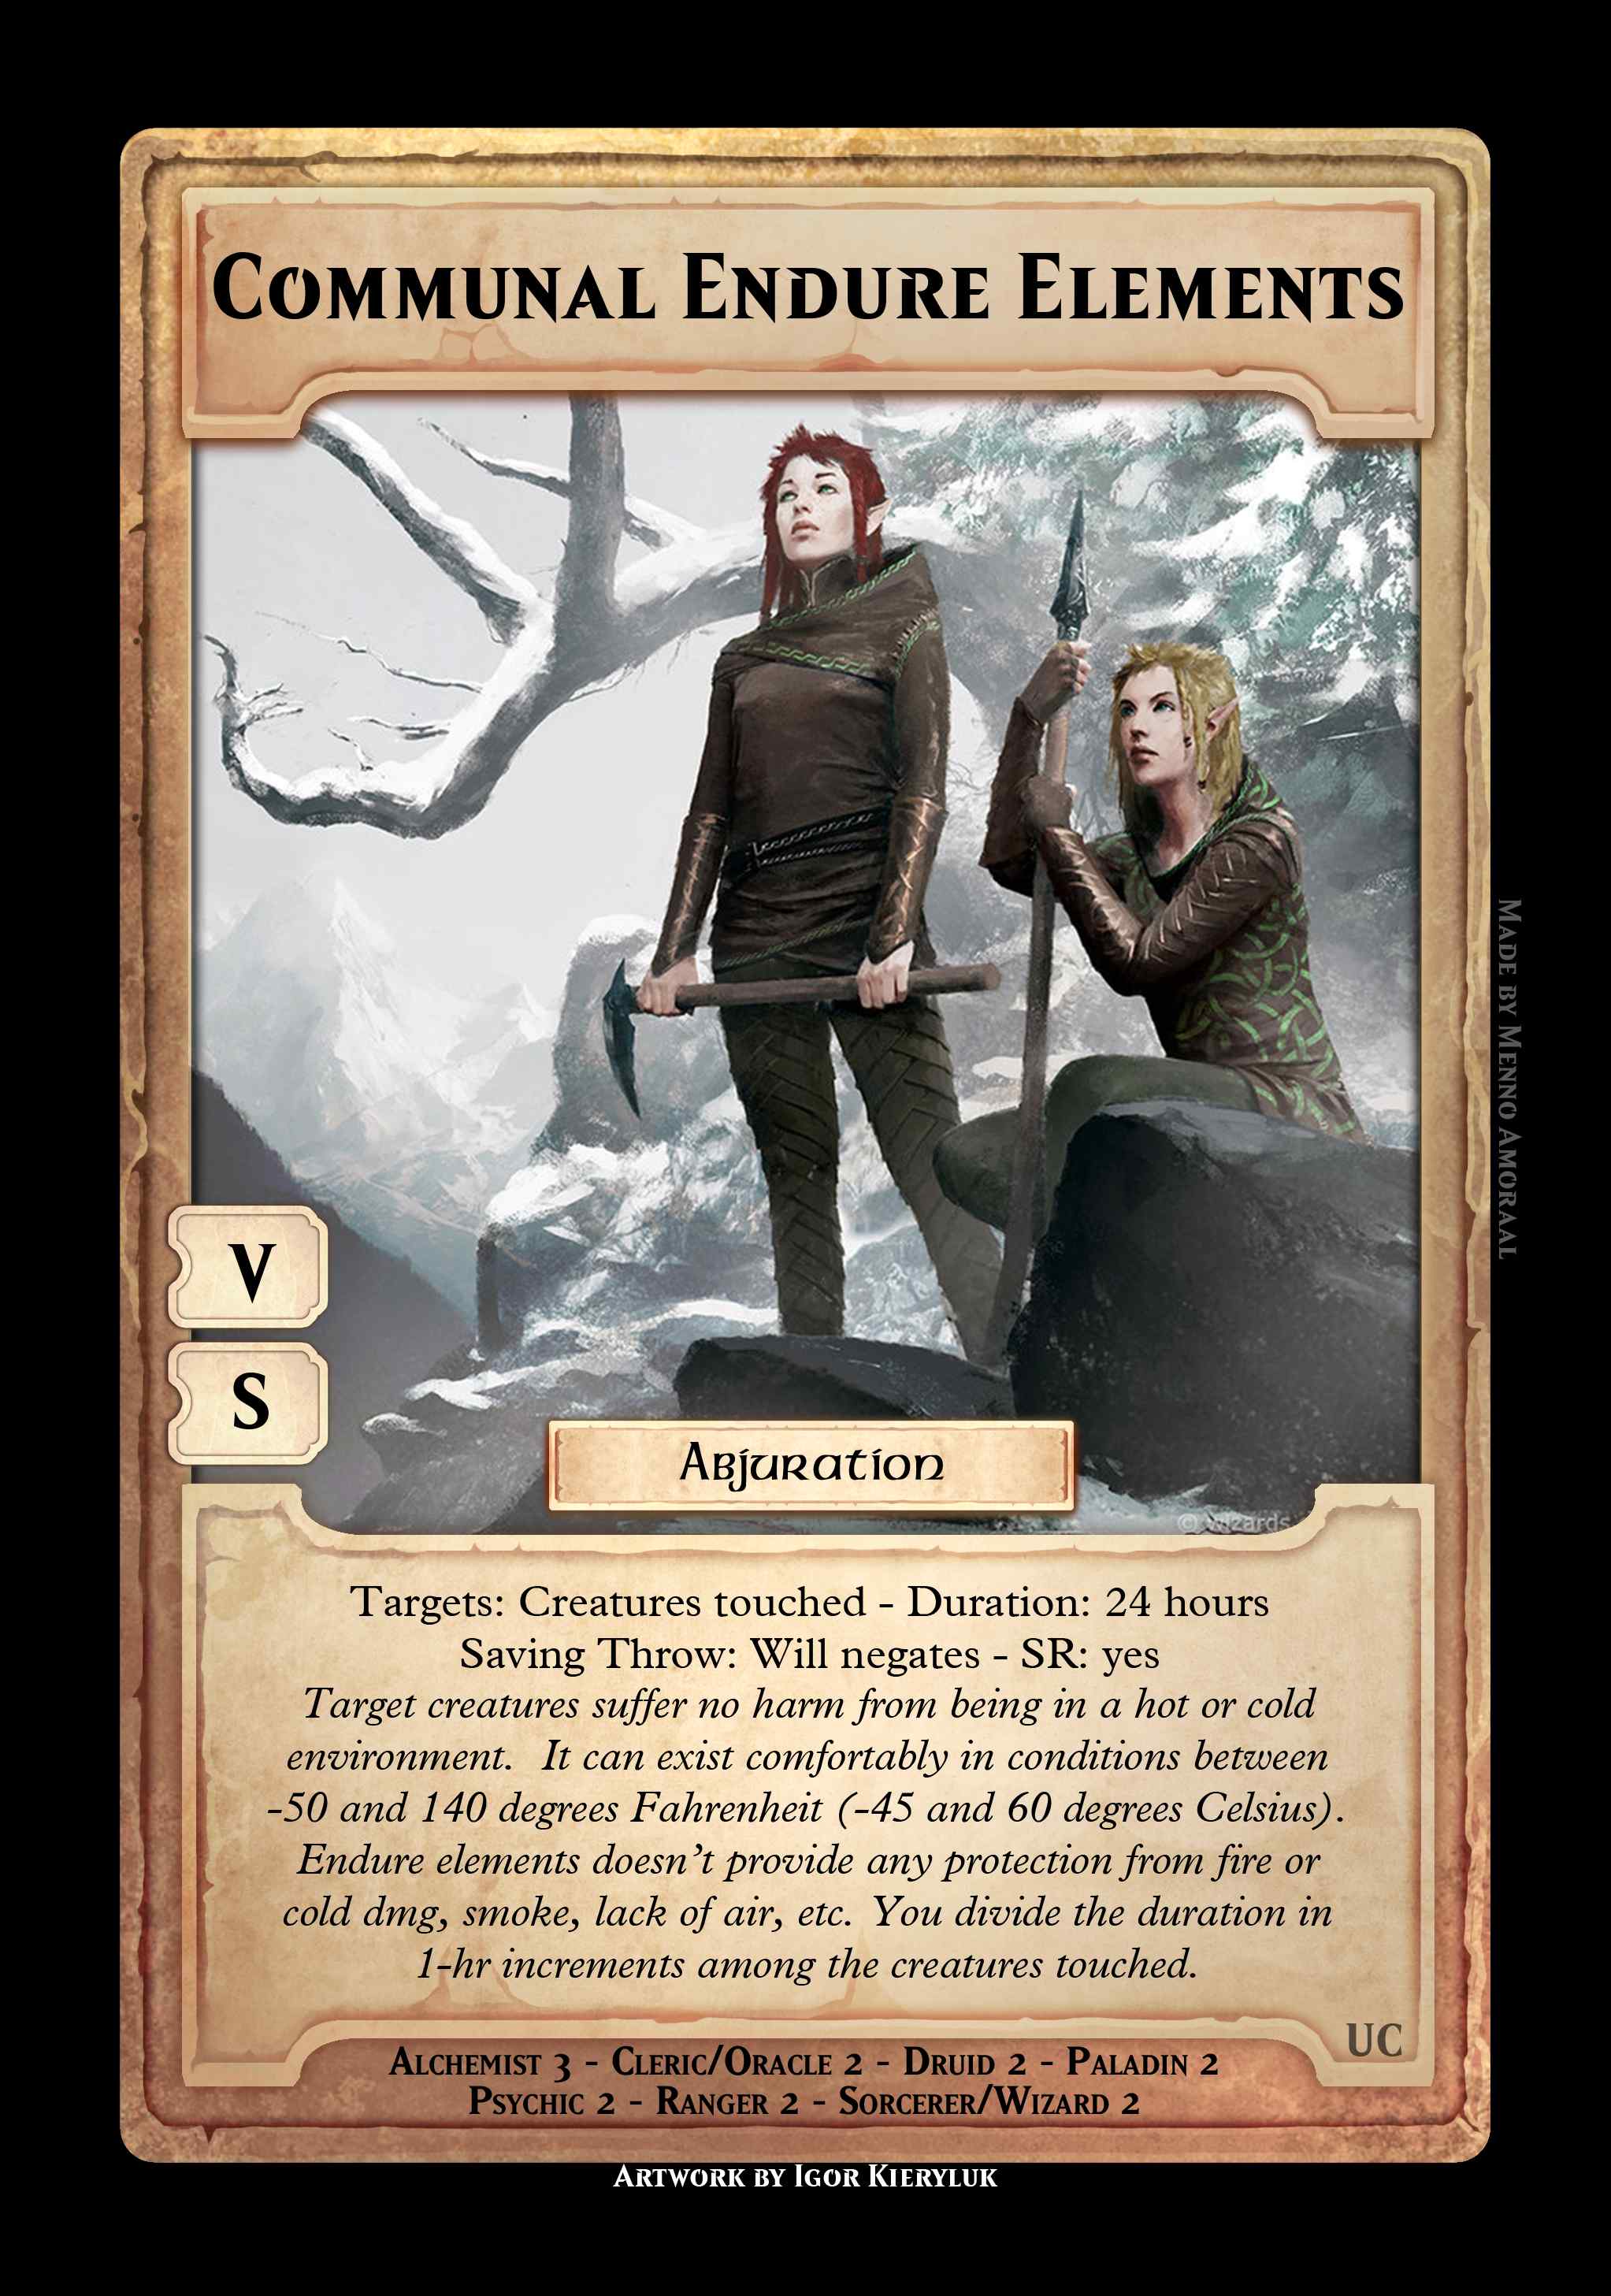 Communal Endure Elements
V
S
Abjuration
© wizards
Targets: Creatures touched - Duration: 24 hours
Saving Throw: Will negates - SR: yes
Target creatures suffer no harm from being in a hot or cold
environment.  It can exist comfortably in conditions between
-50 and 140 degrees Fahrenheit (-45 and 60 degrees Celsius).
Endure elements doesn't provide any protection from fire or
cold dmg, smoke, lack of air, etc. You divide the duration in
1-hr increments among the creatures touched.
UC
Alchemist 3 - Cleric/Oracle 2 - Druid 2 - Paladin 2
Psychic 2 - Ranger 2 - Sorcerer/Wizard 2
Artwork by Igor Kieryluk
Made by Menno Amoraal